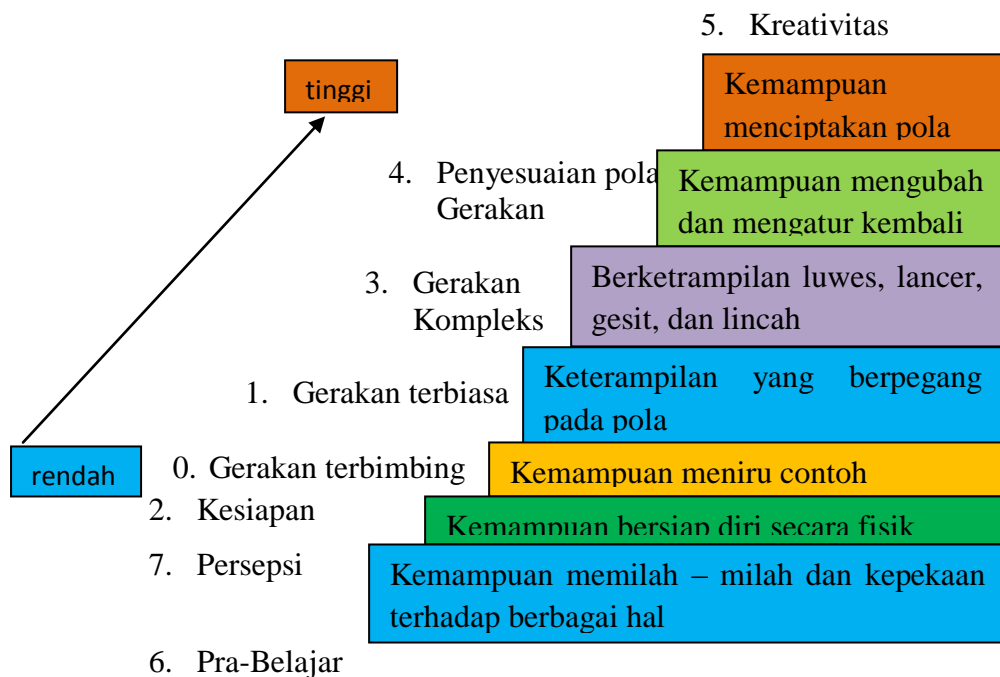 5. Kreativitas
tinggi
Kemampuan
menciptakan pola
4. Penyesuaian pola
Gerakan
Kemampuan mengubah
dan mengatur kembali
3. Gerakan
Kompleks
Berketrampilan luwes, lancer,
gesit, dan lincah
1. Gerakan terbiasa
Keterampilan yang berpegang
pada pola
rendah
0. Gerakan terbimbing
Kemampuan meniru contoh
2. Kesiapan
Kemampuan bersiap diri secara fisik
7. Persepsi
Kemampuan memilah – milah dan kepekaan
terhadap berbagai hal
6. Pra-Belajar